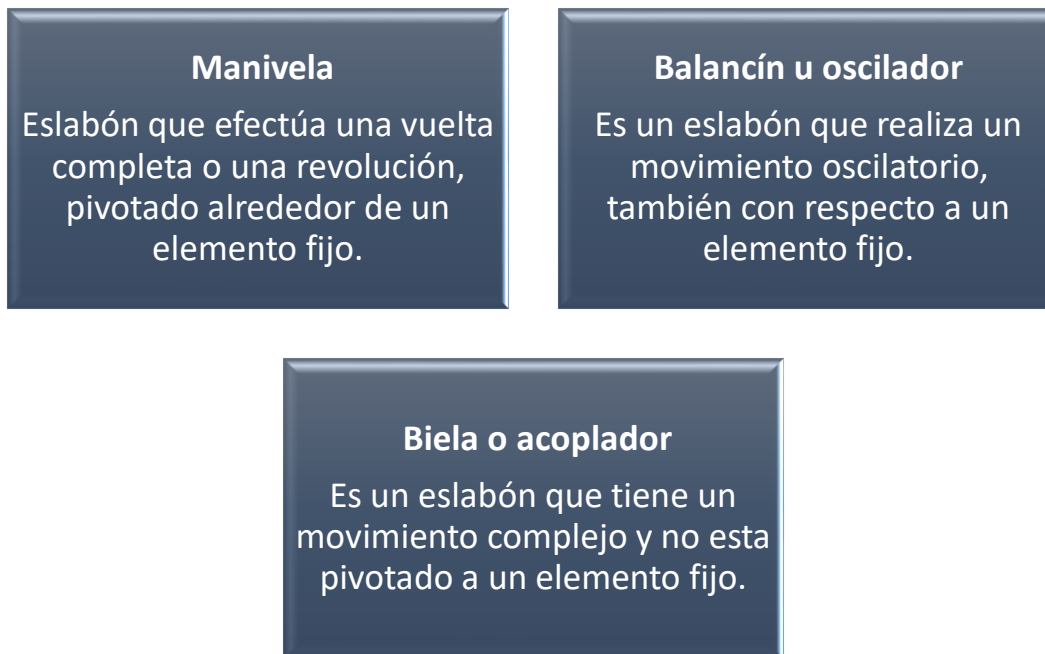 Manivela
Eslabón que efectúa una vuelta
completa o una revolución,
pivotado alrededor de un
elemento fijo.
Balancín u oscilador
Es un eslabón que realiza un
movimiento oscilatorio,
también con respecto a un
elemento fijo.
Biela o acoplador
Es un eslabón que tiene un
movimiento complejo y no esta
pivotado a un elemento fijo.